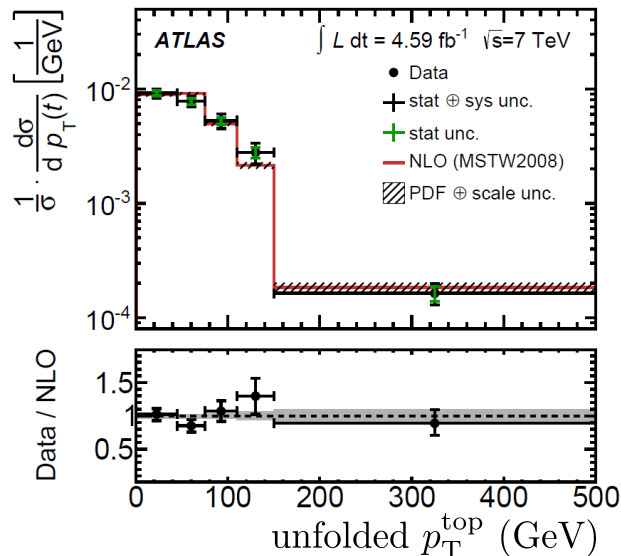 ATLAS ∫ L dt = 4.59 fb⁻¹ √s=7 TeV
Data
stat ⊕ sys unc.
stat unc.
NLO (MSTW2008)
PDF ⊕ scale unc.
1/σ · dσ/d p_T(t) [1/GeV]
10⁻²
10⁻³
10⁻⁴
Data / NLO
1.5
1
0.5
0 100 200 300 400 500
unfolded p_T^top (GeV)